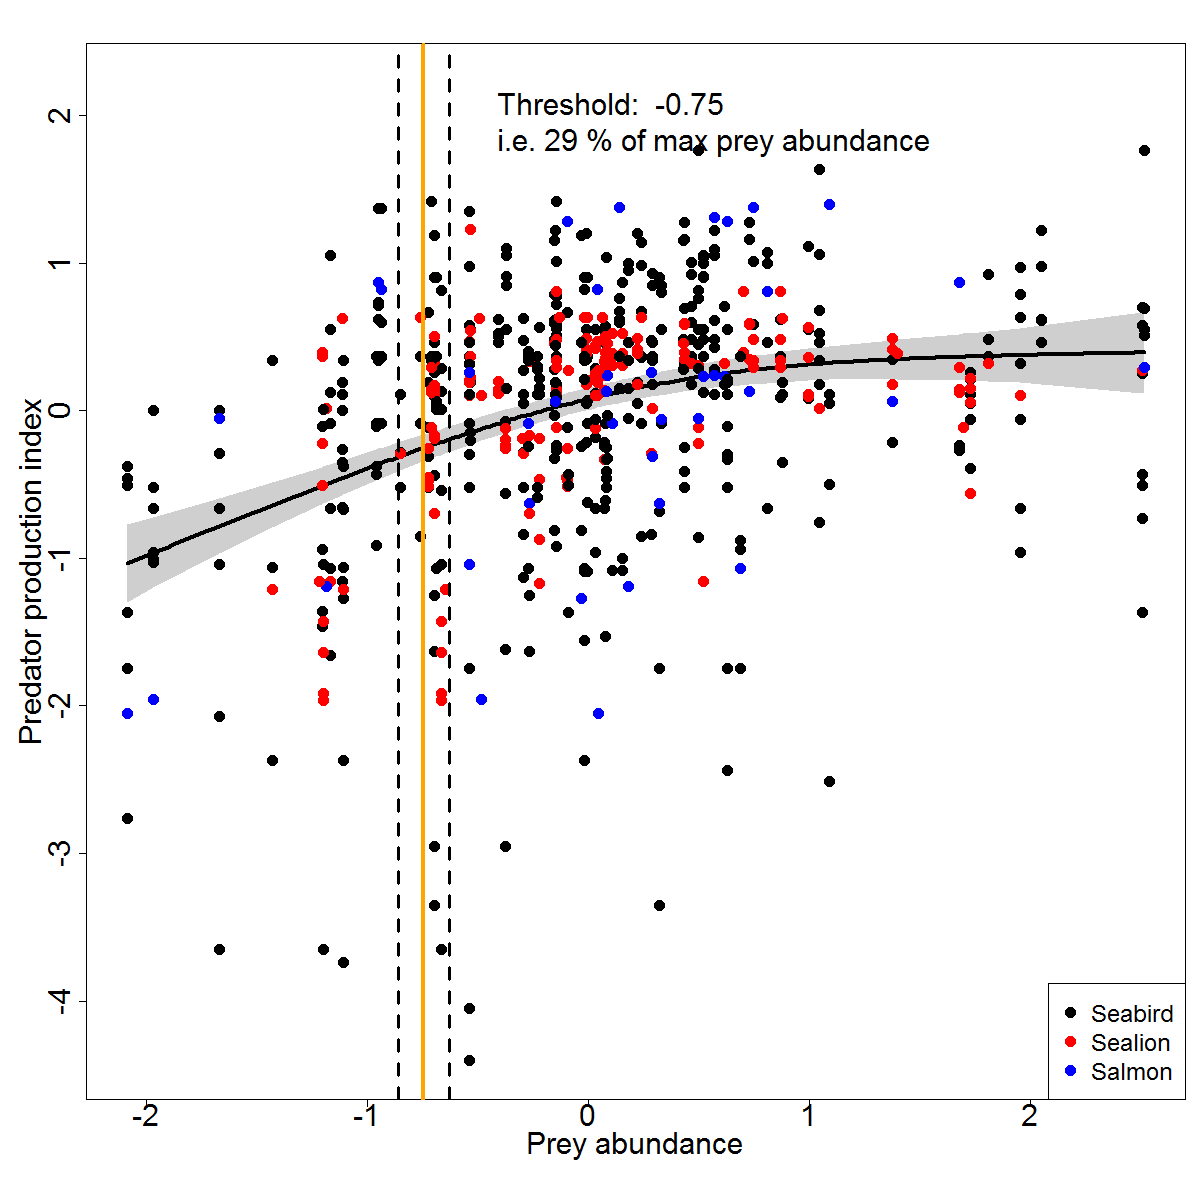 Threshold:  -0.75
i.e. 29 % of max prey abundance
2
1
0
-1
-2
-3
-4
Predator production index
Seabird
Sealion
Salmon
-2
-1
0
1
2
Prey abundance